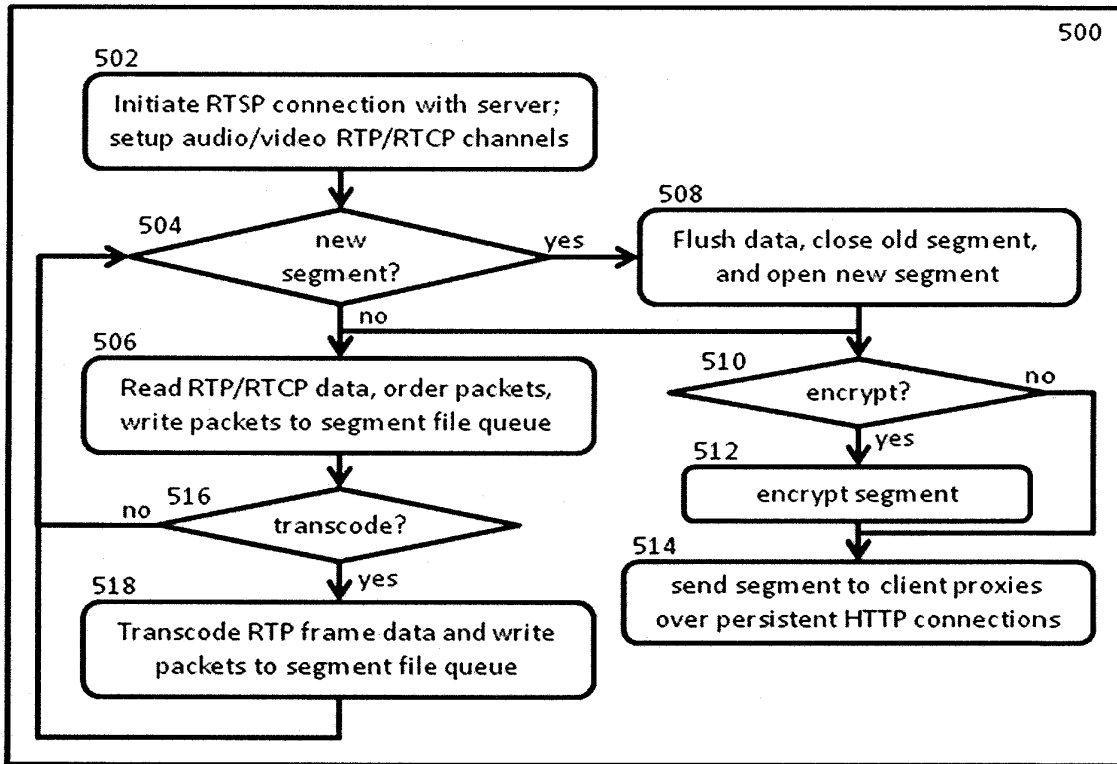 500
502
Initiate RTSP connection with server;
setup audio/video RTP/RTCP channels
504
new
segment?
yes
no
508
Flush data, close old segment,
and open new segment
506
Read RTP/RTCP data, order packets,
write packets to segment file queue
510
encrypt?
no
yes
512
encrypt segment
516
transcode?
no
yes
514
send segment to client proxies
over persistent HTTP connections
518
Transcode RTP frame data and write
packets to segment file queue